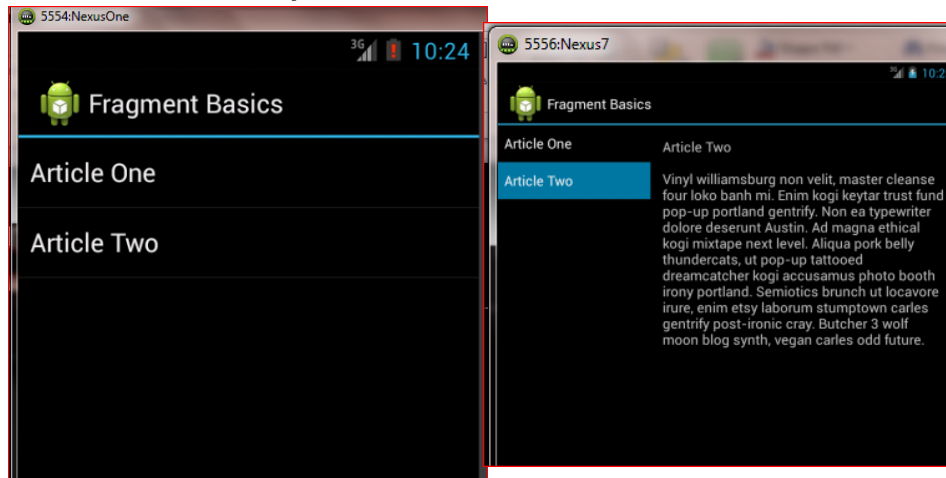 5554:NexusOne
3G
10:24
Fragment Basics
Article One
Article Two
5556:Nexus7
3G
10:2
Fragment Basics
Article One
Article Two
Article Two
Vinyl williamsburg non velit, master cleanse
four loko banh mi. Enim kogi keytar trust fund
pop-up portland gentrify. Non ea typewriter
dolore deserunt Austin. Ad magna ethical
kogi mixtape next level. Aliqua pork belly
thundercats, ut pop-up tattooed
dreamcatcher kogi accusamus photo booth
irony portland. Semiotics brunch ut locavore
irure, enim etsy laborum stumptown carles
gentrify post-ironic cray. Butcher 3 wolf
moon blog synth, vegan carles odd future.